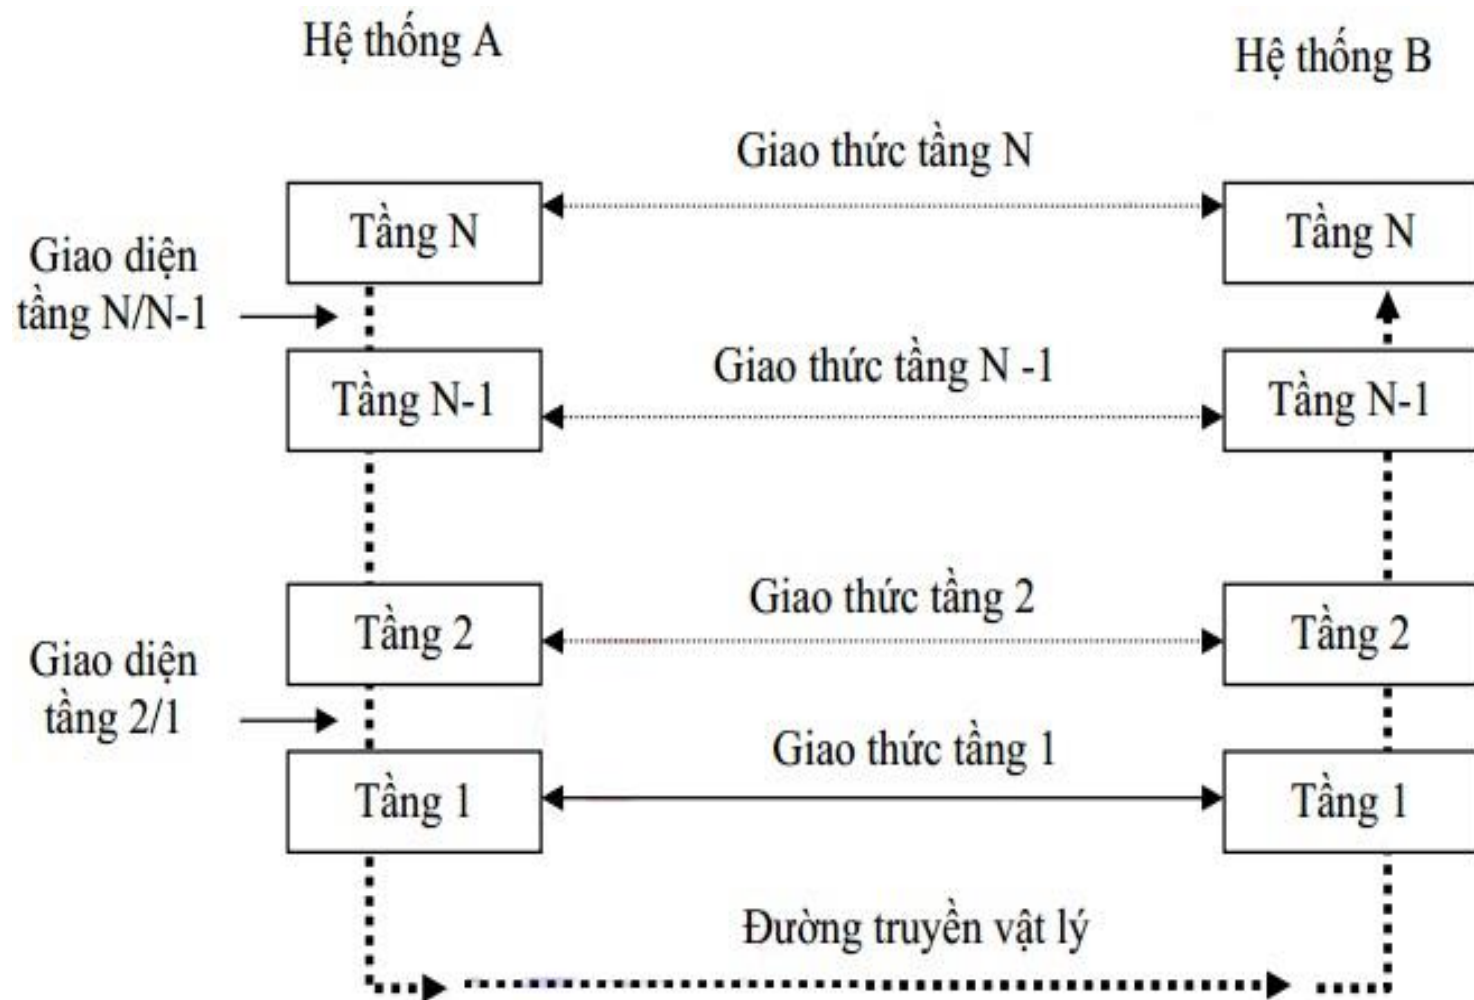 Hệ thống A
Hệ thống B
Giao thức tầng N
Tầng N
Tầng N
Giao diện
tầng N/N-1
Giao thức tầng N -1
Tầng N-1
Tầng N-1
Giao thức tầng 2
Tầng 2
Tầng 2
Giao diện
tầng 2/1
Giao thức tầng 1
Tầng 1
Tầng 1
Đường truyền vật lý